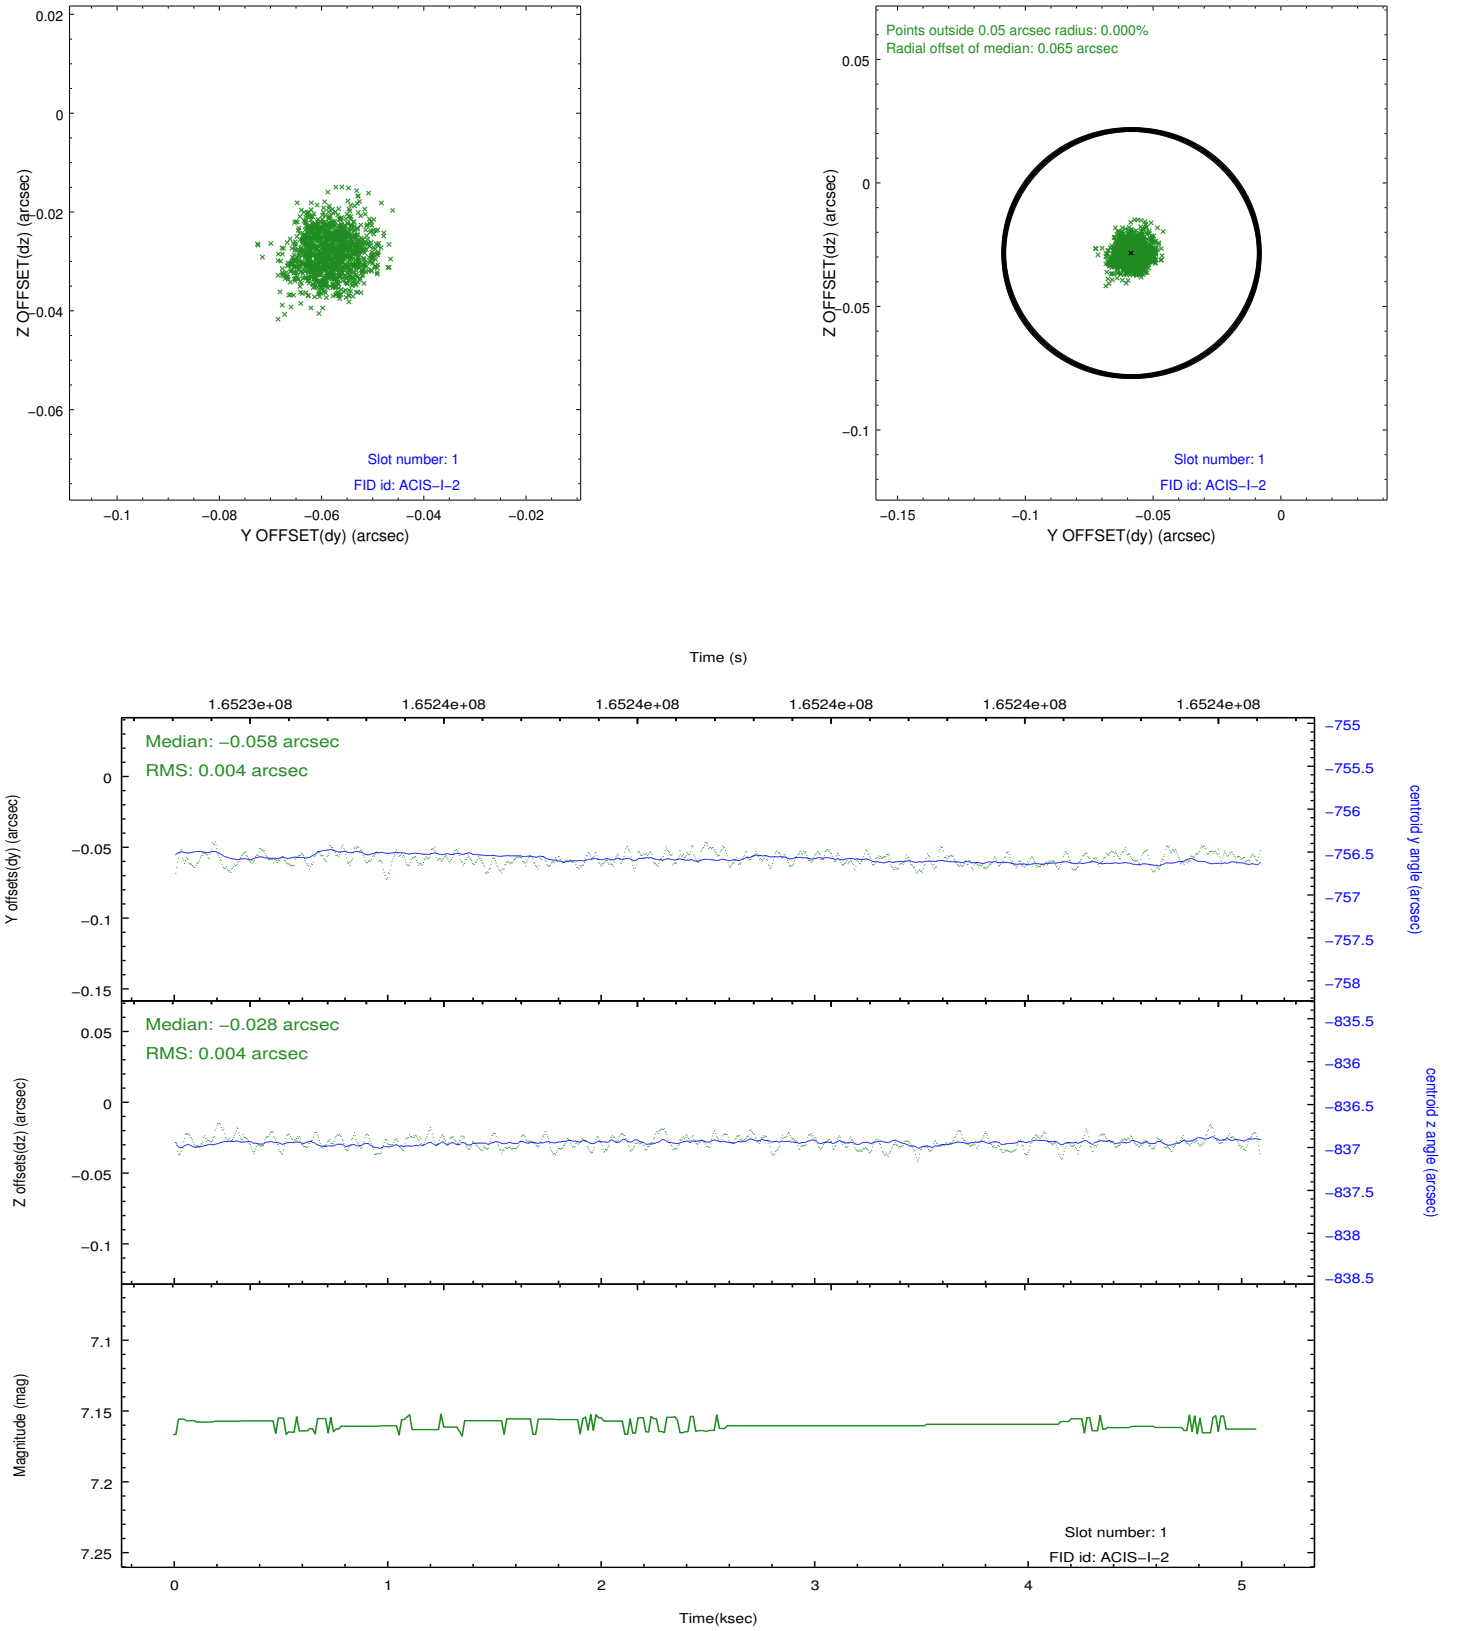 0.02
0
−0.02
−0.04
−0.06
Z OFFSET(dz) (arcsec)
Slot number: 1
FID id: ACIS−I−2
−0.1
−0.08
−0.06
−0.04
−0.02
Y OFFSET(dy) (arcsec)
Points outside 0.05 arcsec radius: 0.000%
Radial offset of median: 0.065 arcsec
0.05
0
−0.05
−0.1
Z OFFSET(dz) (arcsec)
Slot number: 1
FID id: ACIS−I−2
−0.15
−0.1
−0.05
0
Y OFFSET(dy) (arcsec)
Time (s)
1.6523e+08
1.6524e+08
1.6524e+08
1.6524e+08
1.6524e+08
1.6524e+08
Median: −0.058 arcsec
RMS: 0.004 arcsec
0
−0.05
−0.1
−0.15
Y offsets(dy) (arcsec)
−755
−755.5
−756
−756.5
−757
−757.5
−758
centroid y angle (arcsec)
Median: −0.028 arcsec
RMS: 0.004 arcsec
0.05
0
−0.05
−0.1
Z offsets(dz) (arcsec)
−835.5
−836
−836.5
−837
−837.5
−838
−838.5
centroid z angle (arcsec)
7.1
7.15
7.2
7.25
Magnitude (mag)
Slot number: 1
FID id: ACIS−I−2
0
1
2
3
4
5
Time(ksec)